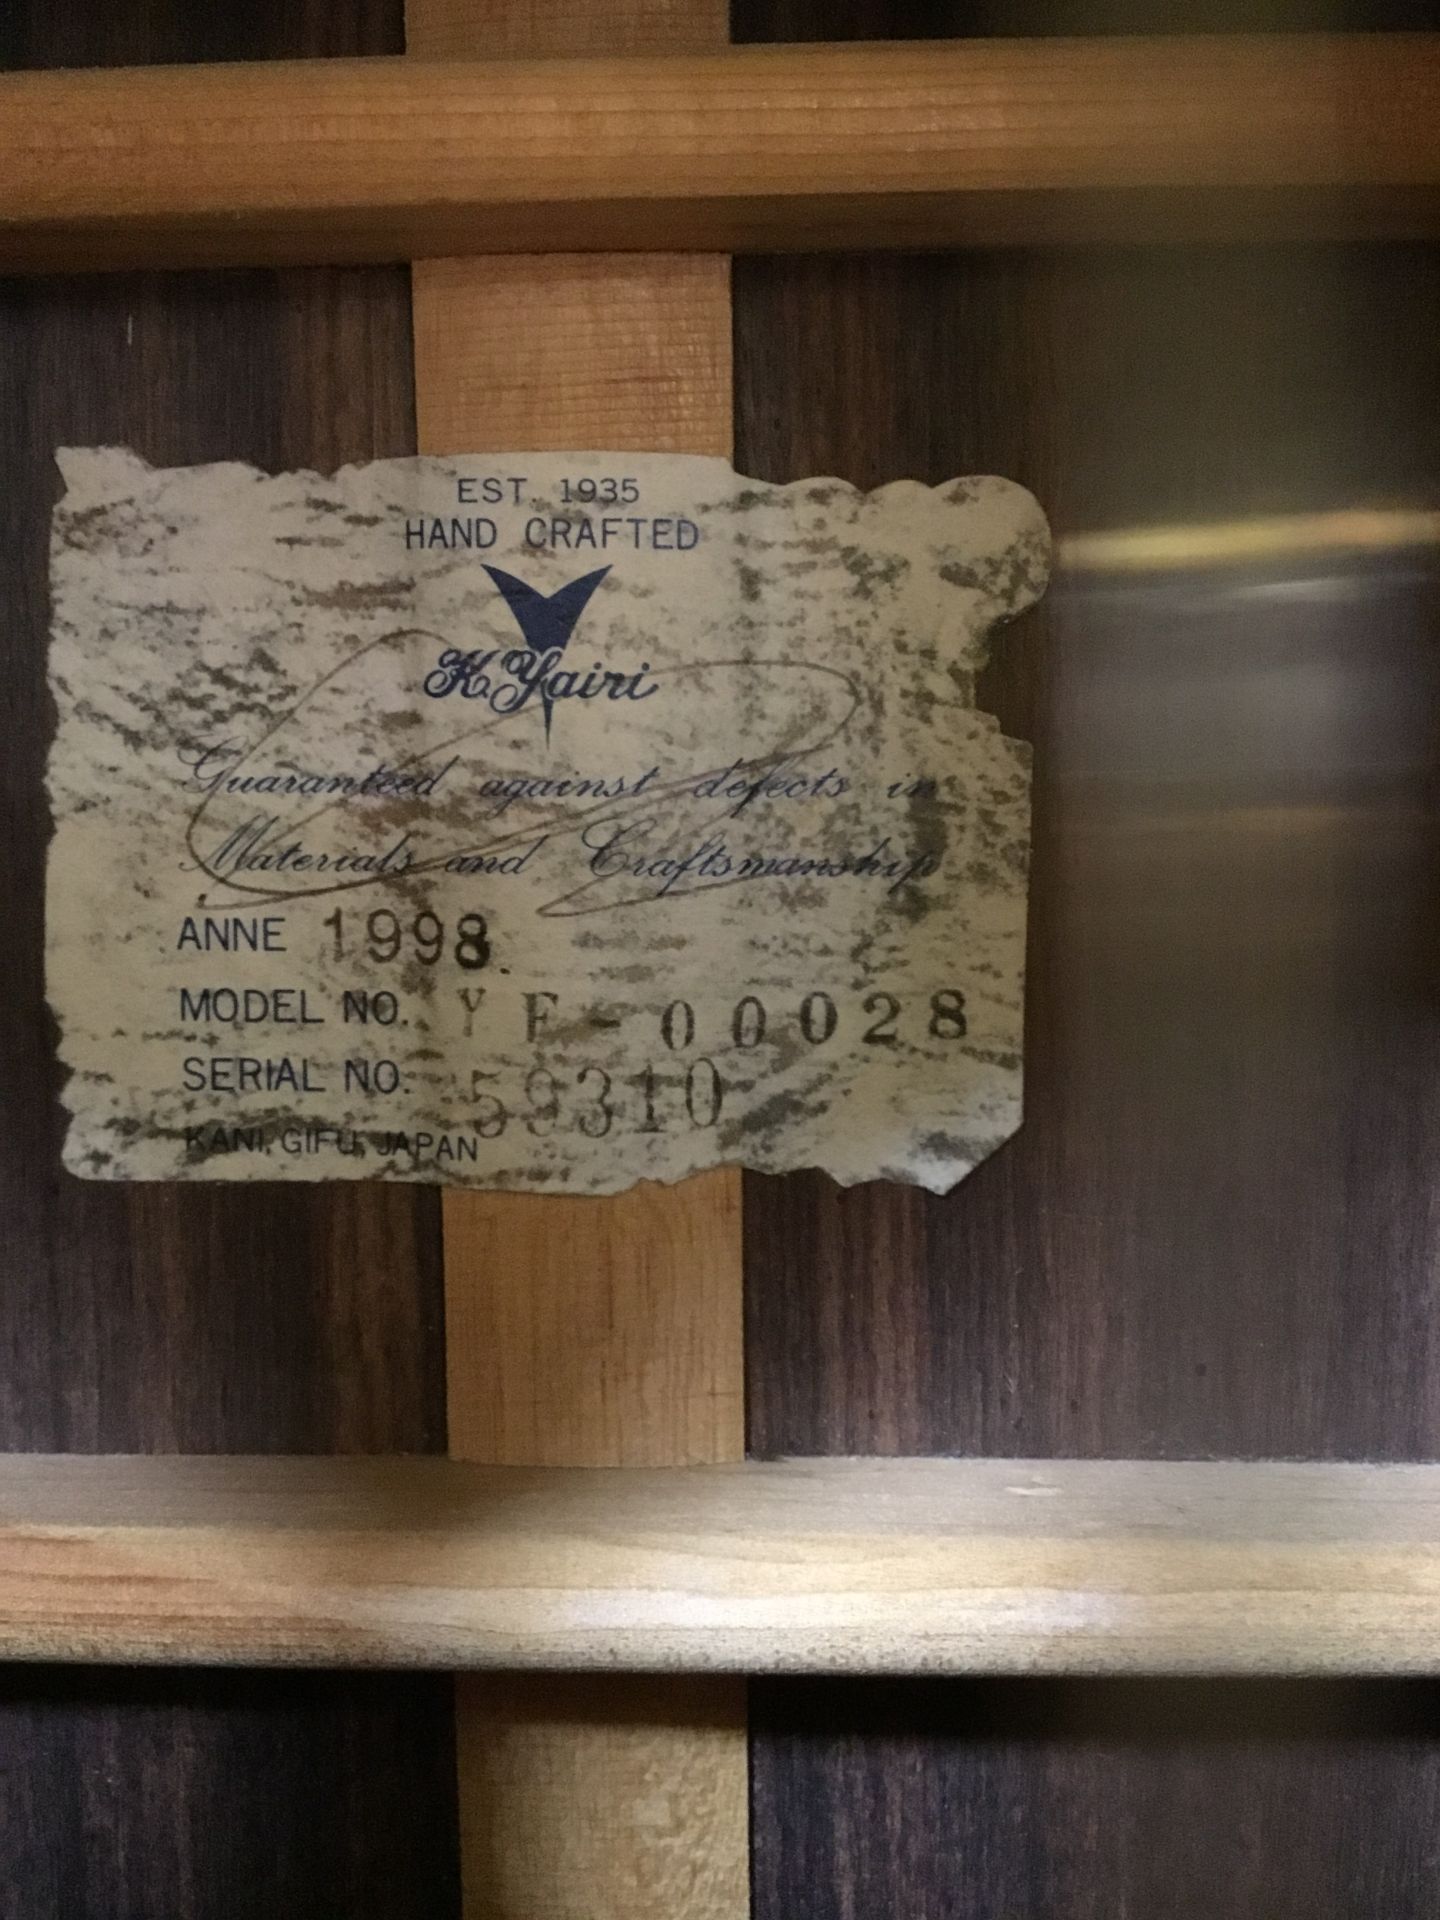 EST. 1935
HAND CRAFTED
K.Yairi
Guaranteed against defects in
Materials and Craftsmanship
ANNE 1998.
MODEL NO. YF-00028
SERIAL NO. 59310
KANI, GIFU, JAPAN